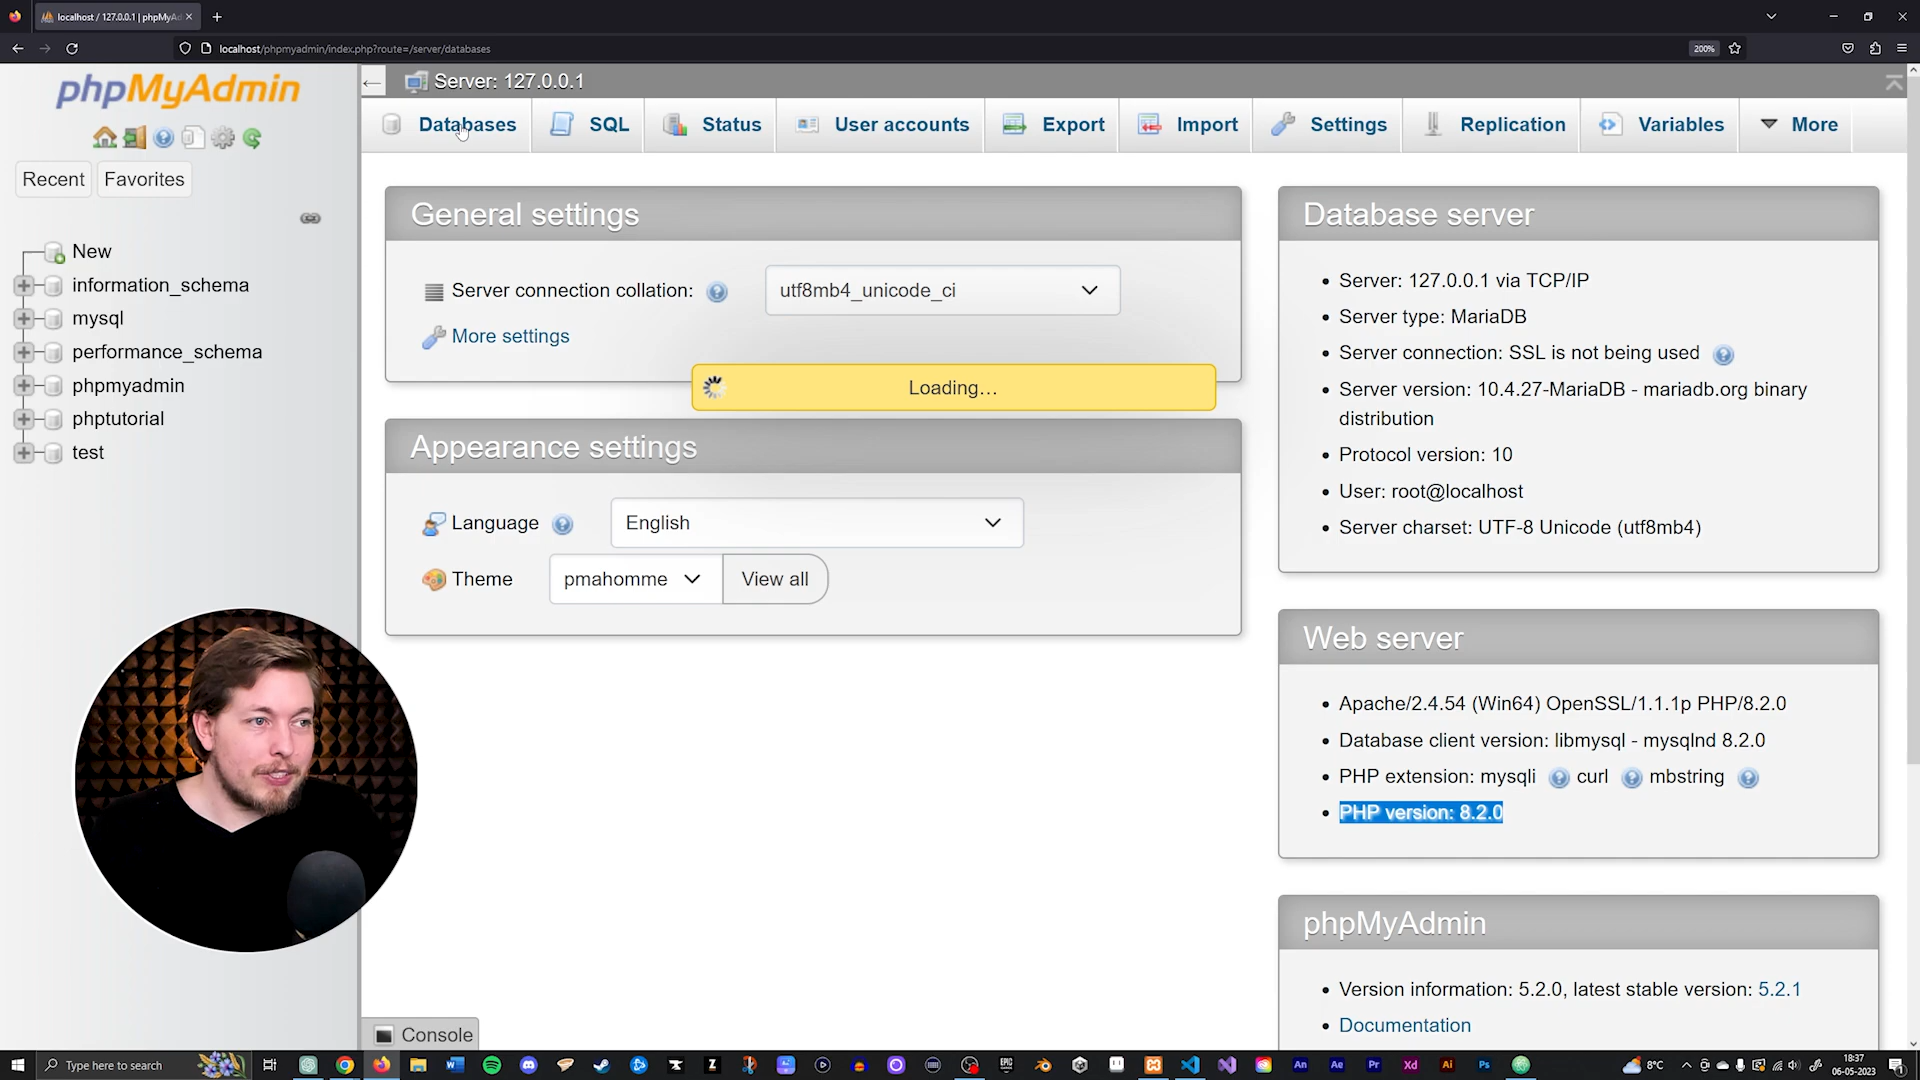 localhost / 127.0.0.1 | phpMyAd
localhost/phpmyadmin/index.php?route=/server/databases
200%
phpMyAdmin
Recent
Favorites
New
information_schema
mysql
performance_schema
phpmyadmin
phptutorial
test
Server: 127.0.0.1
Databases
SQL
Status
User accounts
Export
Import
Settings
Replication
Variables
More
General settings
Server connection collation:
utf8mb4_unicode_ci
More settings
Loading…
Appearance settings
Language
English
Theme
pmahomme
View all
Database server
Server: 127.0.0.1 via TCP/IP
Server type: MariaDB
Server connection: SSL is not being used
Server version: 10.4.27-MariaDB - mariadb.org binary
distribution
Protocol version: 10
User: root@localhost
Server charset: UTF-8 Unicode (utf8mb4)
Web server
Apache/2.4.54 (Win64) OpenSSL/1.1.1p PHP/8.2.0
Database client version: libmysql - mysqlnd 8.2.0
PHP extension: mysqli curl mbstring
PHP version: 8.2.0
phpMyAdmin
Version information: 5.2.0, latest stable version: 5.2.1
Documentation
Console
Type here to search
W
Z
EPIC
An
Ae
Pr
Xd
Ai
Ps
8°C
18:37
06-05-2023